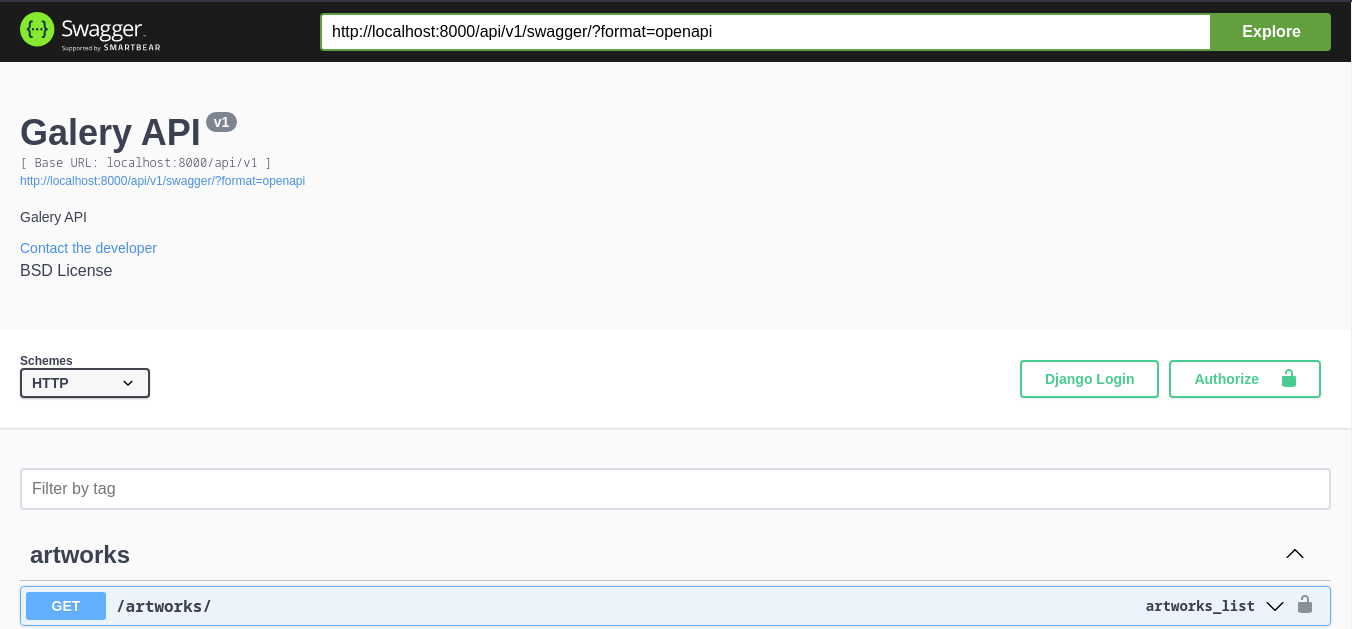 Swagger™
Supported by SMARTBEAR
http://localhost:8000/api/v1/swagger/?format=openapi
Explore
Galery API v1
[ Base URL: localhost:8000/api/v1 ]
http://localhost:8000/api/v1/swagger/?format=openapi
Galery API
Contact the developer
BSD License
Schemes
HTTP
Django Login
Authorize
Filter by tag
artworks
GET /artworks/ artworks_list